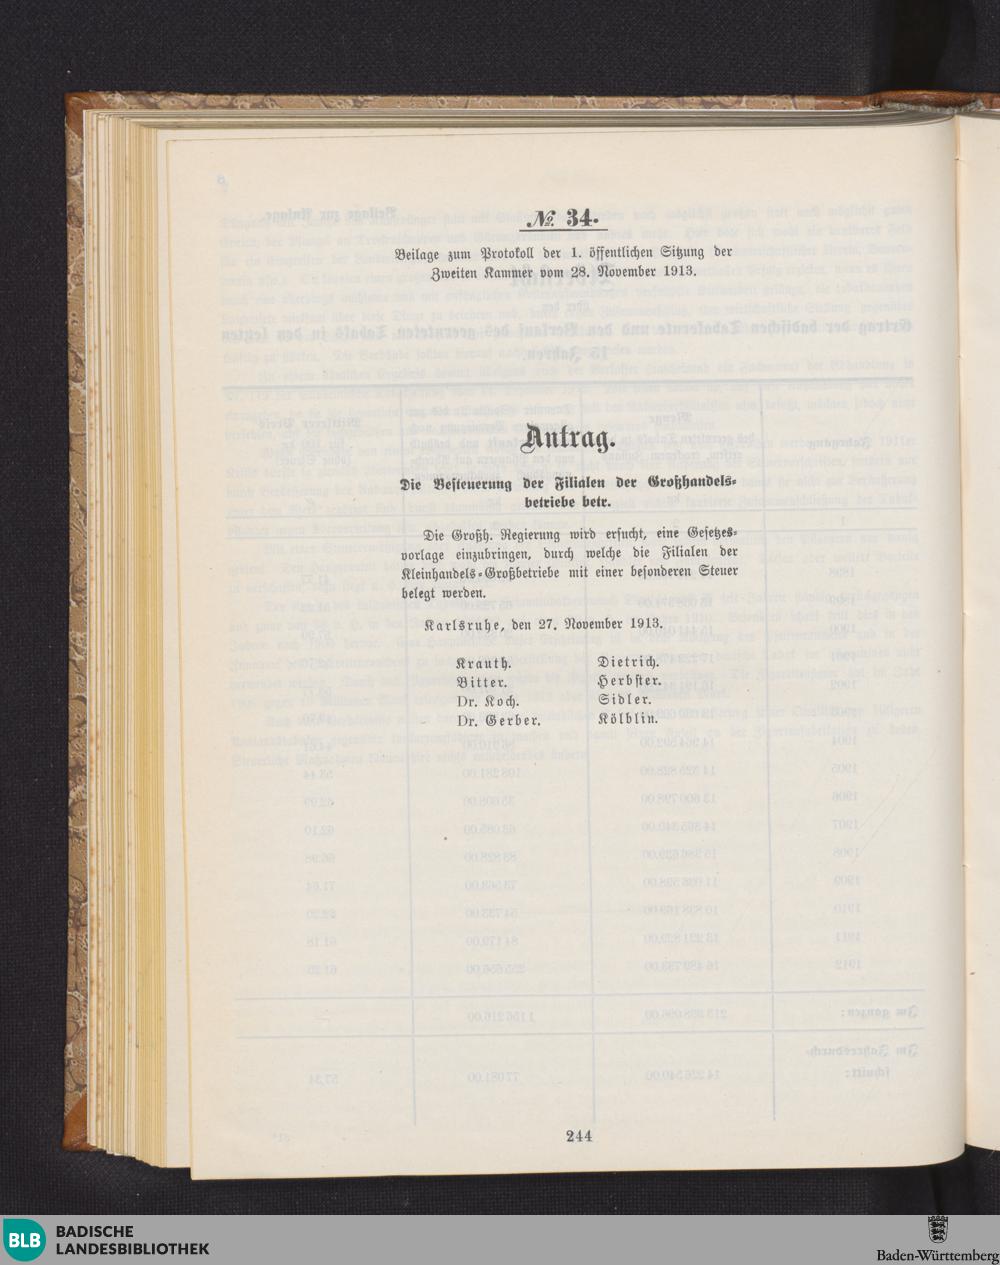 № 34.
Beilage zum Protokoll der 1. öffentlichen Sitzung der
Zweiten Kammer vom 28. November 1913.
Antrag.
Die Besteuerung der Filialen der Großhandels-
betriebe betr.
Die Großh. Regierung wird ersucht, eine Gesetzes-
vorlage einzubringen, durch welche die Filialen der
Kleinhandels-Großbetriebe mit einer besonderen Steuer
belegt werden.
Karlsruhe, den 27. November 1913.
Krauth. Dietrich.
Bitter. Herbster.
Dr. Koch. Sidler.
Dr. Gerber. Kölblin.
244
BLB BADISCHE
LANDESBIBLIOTHEK
Baden-Württemberg